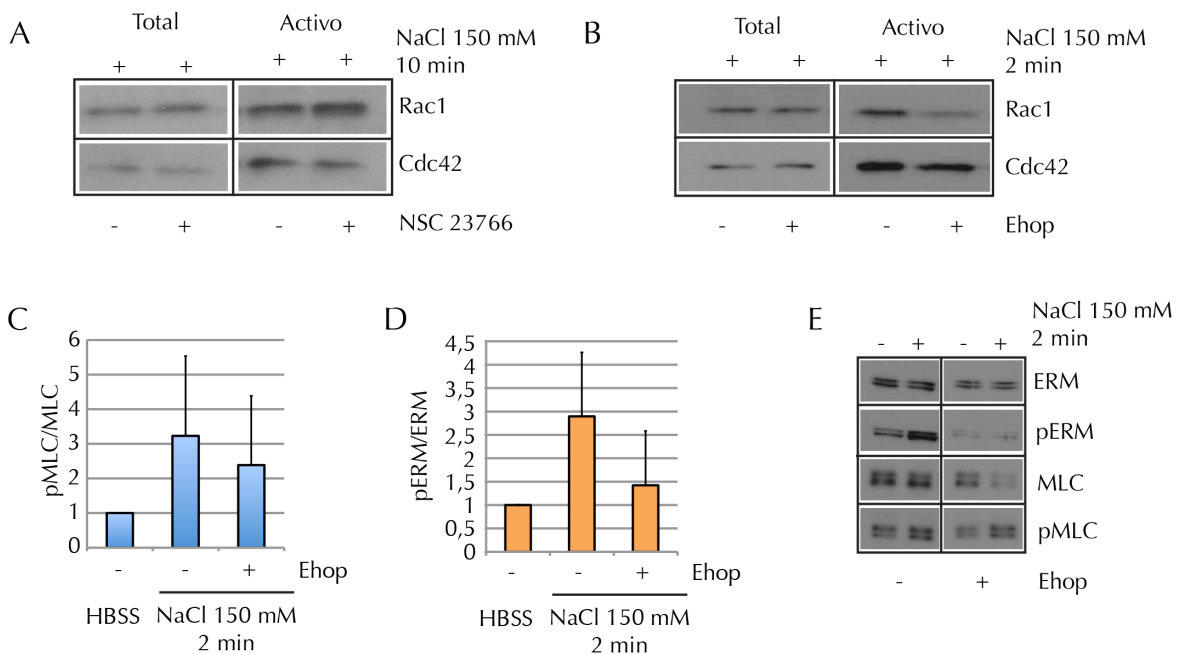 A
Total
Activo
NaCl 150 mM
10 min
+ + + +
Rac1
Cdc42
- + - +
NSC 23766
B
Total
Activo
NaCl 150 mM
2 min
+ + + +
Rac1
Cdc42
- + - +
Ehop
C
pMLC/MLC
6
5
4
3
2
1
0
- - +
Ehop
HBSS
NaCl 150 mM
2 min
D
pERM/ERM
4,5
4
3,5
3
2,5
2
1,5
1
0,5
0
- - +
Ehop
HBSS
NaCl 150 mM
2 min
E
NaCl 150 mM
2 min
- + - +
ERM
pERM
MLC
pMLC
- +
Ehop